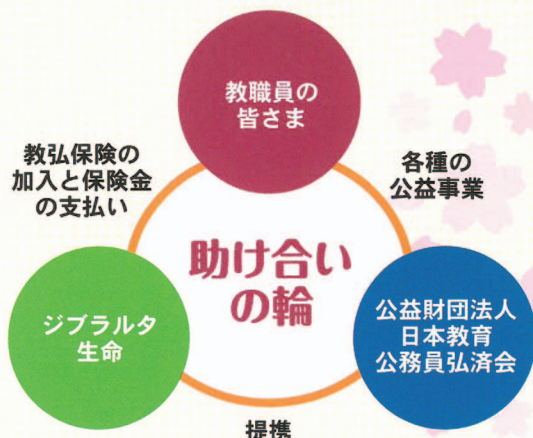 教職員の
皆さま
教弘保険の
加入と保険金
の支払い
各種の
公益事業
助け合い
の輪
ジブラルタ
生命
公益財団法人
日本教育
公務員弘済会
提携